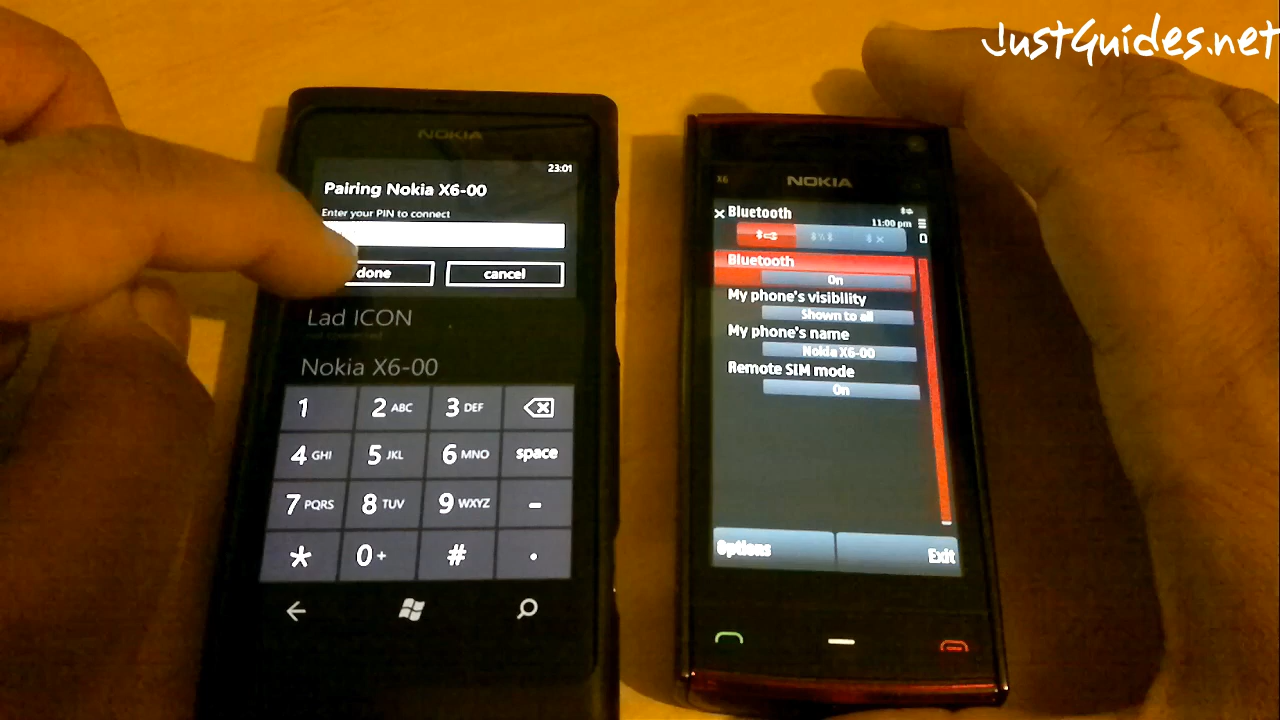 JustGuides.net
NOKIA
23:01
Pairing Nokia X6-00
Enter your PIN to connect
done
cancel
Lad ICON
not connected
Nokia X6-00
1
2 ABC
3 DEF
4 GHI
5 JKL
6 MNO
space
7 PQRS
8 TUV
9 WXYZ
-
*
0 +
#
.
X6
NOKIA
Bluetooth
11:00 pm
Bluetooth
On
My phone's visibility
Shown to all
My phone's name
Nokia X6-00
Remote SIM mode
On
Options
Exit